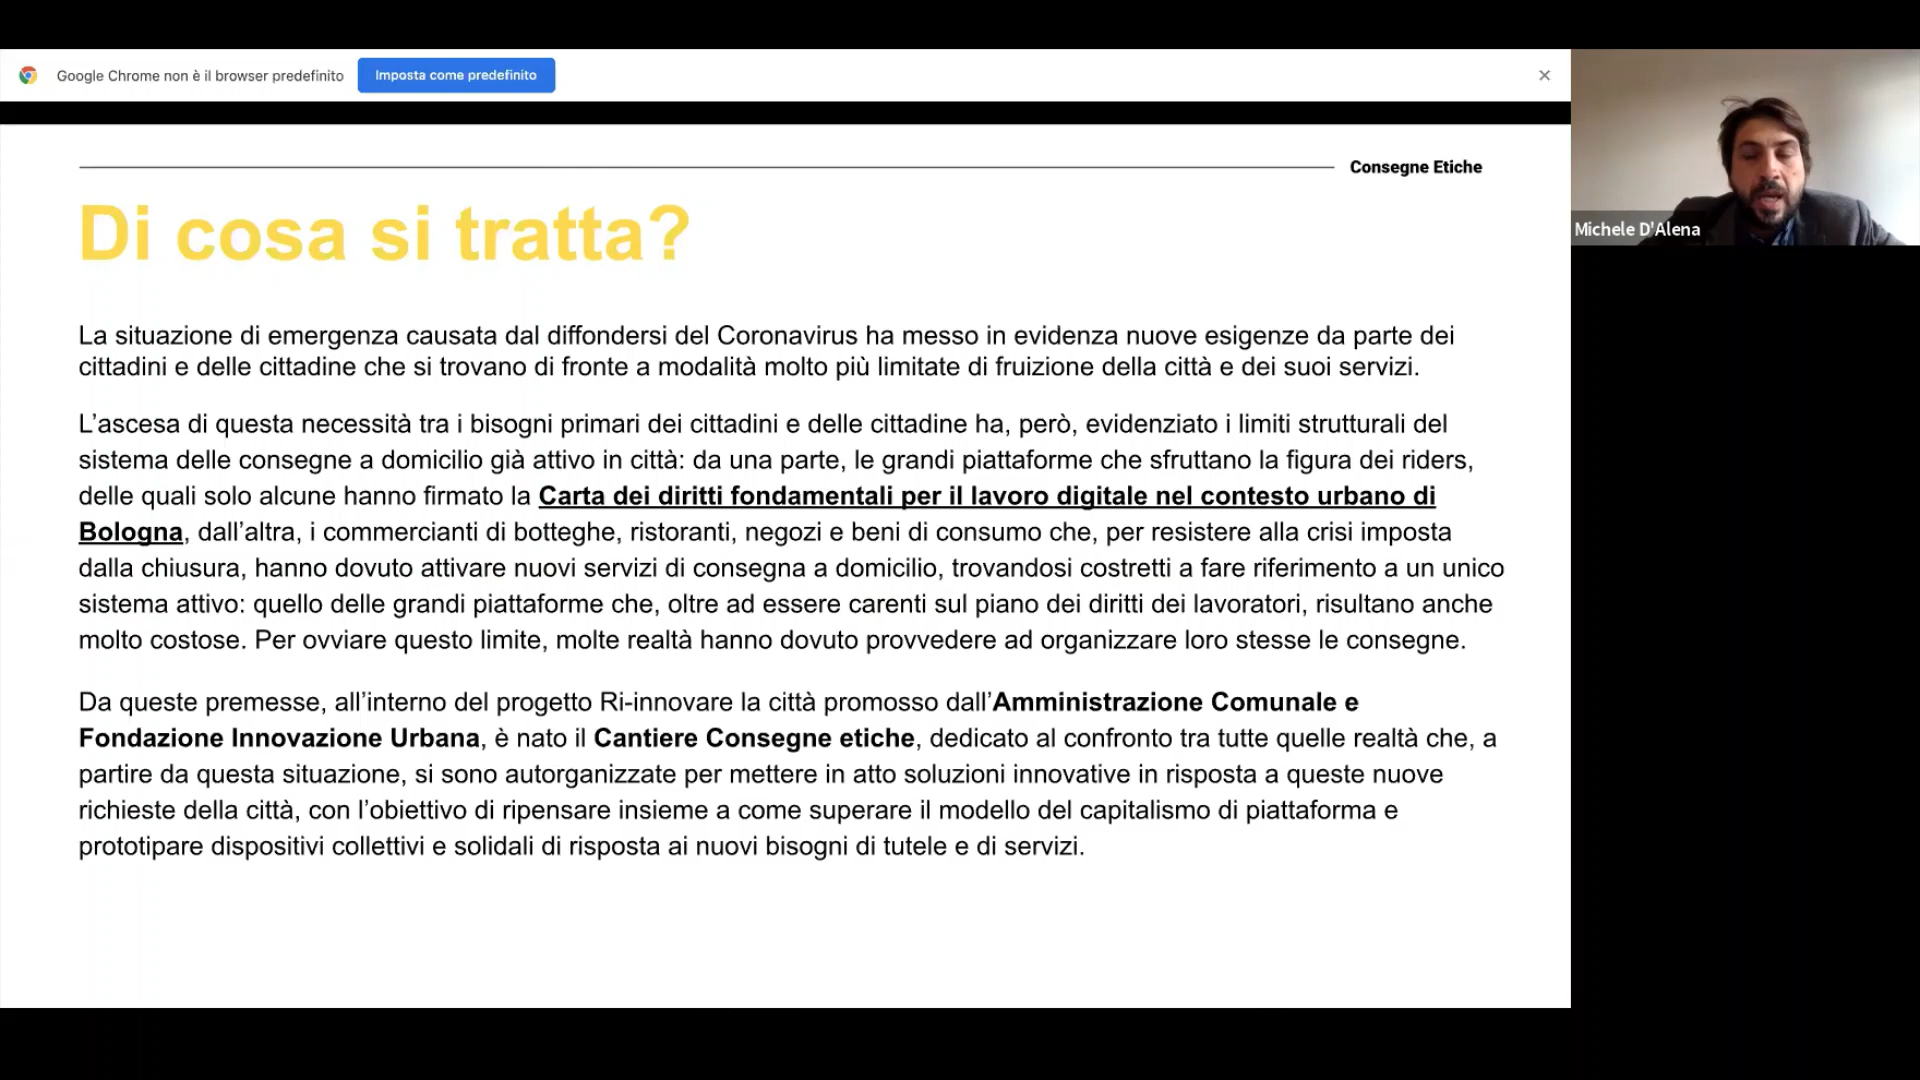 Google Chrome non è il browser predefinito
Imposta come predefinito
Consegne Etiche
Di cosa si tratta?
Michele D'Alena
La situazione di emergenza causata dal diffondersi del Coronavirus ha messo in evidenza nuove esigenze da parte dei
cittadini e delle cittadine che si trovano di fronte a modalità molto più limitate di fruizione della città e dei suoi servizi.
L’ascesa di questa necessità tra i bisogni primari dei cittadini e delle cittadine ha, però, evidenziato i limiti strutturali del
sistema delle consegne a domicilio già attivo in città: da una parte, le grandi piattaforme che sfruttano la figura dei riders,
delle quali solo alcune hanno firmato la Carta dei diritti fondamentali per il lavoro digitale nel contesto urbano di
Bologna, dall’altra, i commercianti di botteghe, ristoranti, negozi e beni di consumo che, per resistere alla crisi imposta
dalla chiusura, hanno dovuto attivare nuovi servizi di consegna a domicilio, trovandosi costretti a fare riferimento a un unico
sistema attivo: quello delle grandi piattaforme che, oltre ad essere carenti sul piano dei diritti dei lavoratori, risultano anche
molto costose. Per ovviare questo limite, molte realtà hanno dovuto provvedere ad organizzare loro stesse le consegne.
Da queste premesse, all’interno del progetto Ri-innovare la città promosso dall’Amministrazione Comunale e
Fondazione Innovazione Urbana, è nato il Cantiere Consegne etiche, dedicato al confronto tra tutte quelle realtà che, a
partire da questa situazione, si sono autorganizzate per mettere in atto soluzioni innovative in risposta a queste nuove
richieste della città, con l’obiettivo di ripensare insieme a come superare il modello del capitalismo di piattaforma e
prototipare dispositivi collettivi e solidali di risposta ai nuovi bisogni di tutele e di servizi.